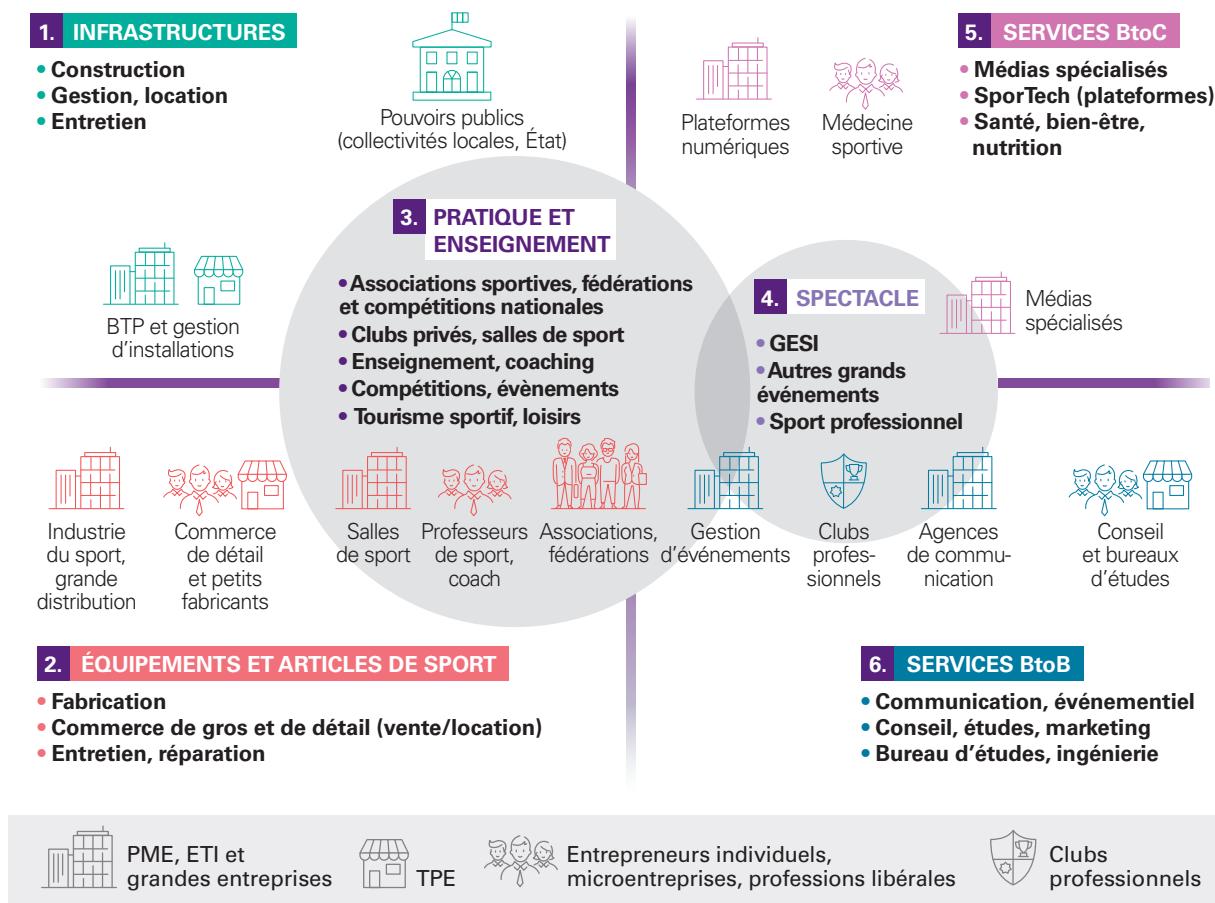 1. INFRASTRUCTURES
• Construction
• Gestion, location
• Entretien
Pouvoirs publics
(collectivités locales, État)
BTP et gestion
d'installations
5. SERVICES BtoC
• Médias spécialisés
• SporTech (plateformes)
• Santé, bien-être,
nutrition
Plateformes
numériques
Médecine
sportive
3. PRATIQUE ET
ENSEIGNEMENT
• Associations sportives, fédérations
et compétitions nationales
• Clubs privés, salles de sport
• Enseignement, coaching
• Compétitions, évènements
• Tourisme sportif, loisirs
4. SPECTACLE
• GESI
• Autres grands
événements
• Sport professionnel
Médias
spécialisés
Industrie
du sport,
grande
distribution
Commerce
de détail
et petits
fabricants
Salles
de sport
Professeurs
de sport,
coach
Associations,
fédérations
Gestion
d'événements
Clubs
profes-
sionnels
Agences
de commu-
nication
Conseil
et bureaux
d'études
2. ÉQUIPEMENTS ET ARTICLES DE SPORT
• Fabrication
• Commerce de gros et de détail (vente/location)
• Entretien, réparation
6. SERVICES BtoB
• Communication, événementiel
• Conseil, études, marketing
• Bureau d'études, ingénierie
PME, ETI et
grandes entreprises
TPE
Entrepreneurs individuels,
microentreprises, professions libérales
Clubs
professionnels